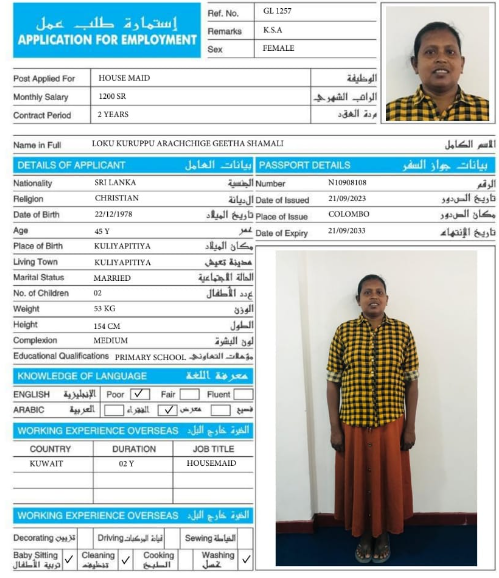 إستمارة طلب عمل
APPLICATION FOR EMPLOYMENT
Ref. No. GL 1257
Remarks K.S.A
Sex FEMALE
Post Applied For HOUSE MAID الوظيفة
Monthly Salary 1200 SR الراتب الشهري
Contract Period 2 YEARS مدة العقد
Name in Full LOKU KURUPPU ARACHCHIGE GEETHA SHAMALI الاسم الكامل
DETAILS OF APPLICANT بيانات العامل
Nationality SRI LANKA الجنسية
Religion CHRISTIAN الديانة
Date of Birth 22/12/1978 تاريخ الميلاد
Age 45 Y عمر
Place of Birth KULIYAPITIYA مكان الميلاد
Living Town KULIYAPITIYA مدينة تعيش
Marital Status MARRIED الحالة الاجتماعية
No. of Children 02 عدد الأطفال
Weight 53 KG الوزن
Height 154 CM الطول
Complexion MEDIUM لون البشرة
Educational Qualifications PRIMARY SCHOOL مؤهلات
PASSPORT DETAILS بيانات جواز السفر
Number N10908108 الرقم
Date of Issued 21/09/2023 تاريخ الصدور
Place of Issue COLOMBO مكان الصدور
Date of Expiry 21/09/2033 تاريخ الإنتهاء
KNOWLEDGE OF LANGUAGE معرفة اللغة
ENGLISH الإنجليزية Poor ✓ Fair Fluent
ARABIC العربية ✓
WORKING EXPERIENCE OVERSEAS الخبرة خارج البلد
COUNTRY DURATION JOB TITLE
KUWAIT 02 Y HOUSEMAID
WORKING EXPERIENCE OVERSEAS الخبرة خارج البلد
Decorating Driving Sewing الخياطة
Baby Sitting تربية الأطفال ✓ Cleaning تنظيف ✓ Cooking الطبخ Washing غسل ✓